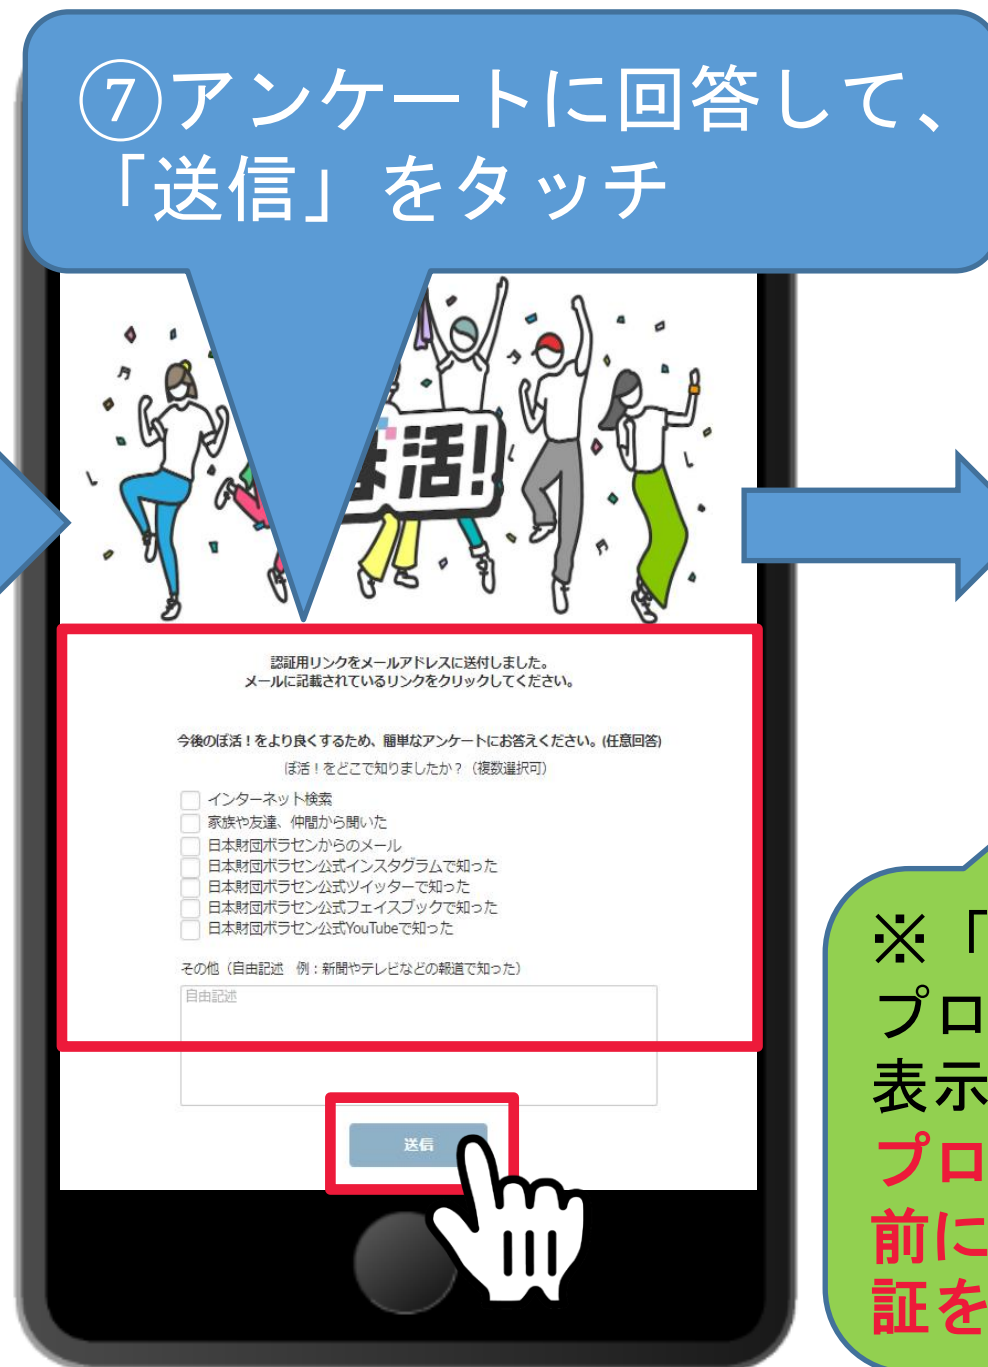 ⑦アンケートに回答して、
「送信」をタッチ
ぼ活!
認証用リンクをメールアドレスに送付しました。
メールに記載されているリンクをクリックしてください。
今後のぼ活！をより良くするため、簡単なアンケートにお答えください。(任意回答)
ぼ活！をどこで知りましたか？（複数選択可）
インターネット検索
家族や友達、仲間から聞いた
日本財団ボラセンからのメール
日本財団ボラセン公式インスタグラムで知った
日本財団ボラセン公式ツイッターで知った
日本財団ボラセン公式フェイスブックで知った
日本財団ボラセン公式YouTubeで知った
その他（自由記述　例：新聞やテレビなどの報道で知った）
自由記述
送信
※「
プロ
表示
プロ
前に
証を